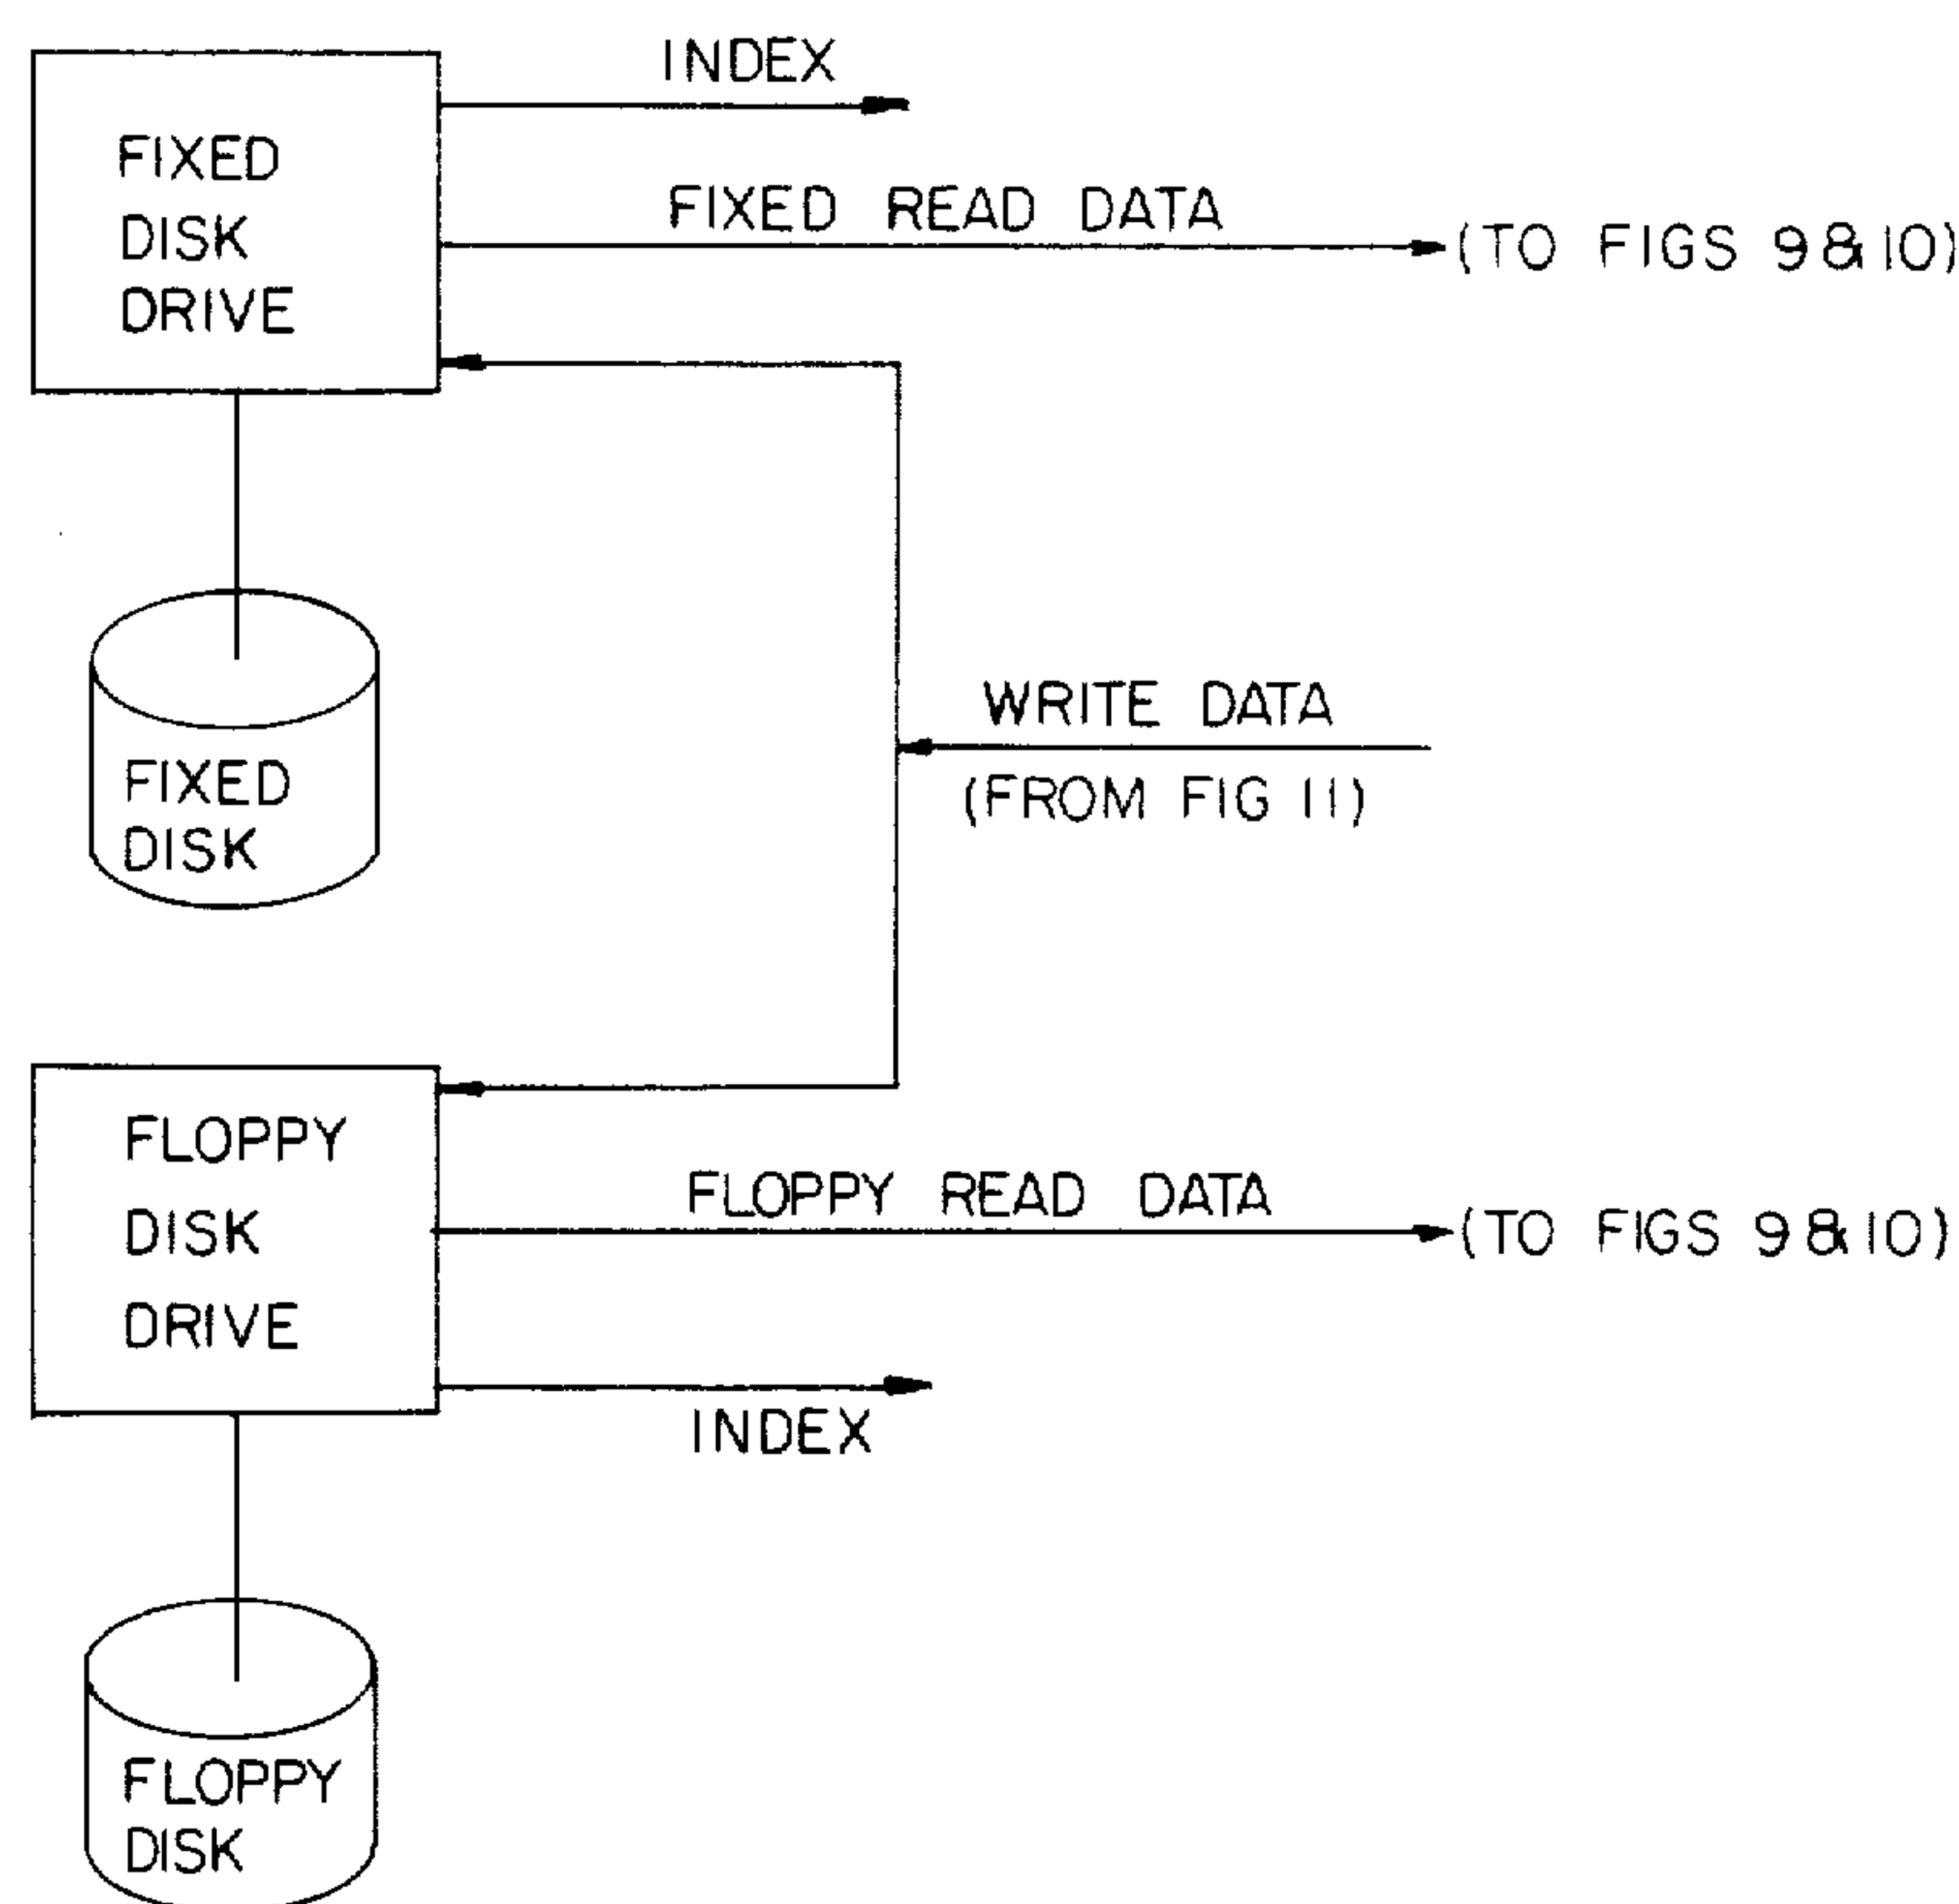 INDEX
FIXED
DISK
DRIVE
FIXED READ DATA
(TO FIGS 9 & 10)
FIXED
DISK
WRITE DATA
(FROM FIG 11)
FLOPPY
DISK
DRIVE
FLOPPY READ DATA
(TO FIGS 9 & 10)
INDEX
FLOPPY
DISK